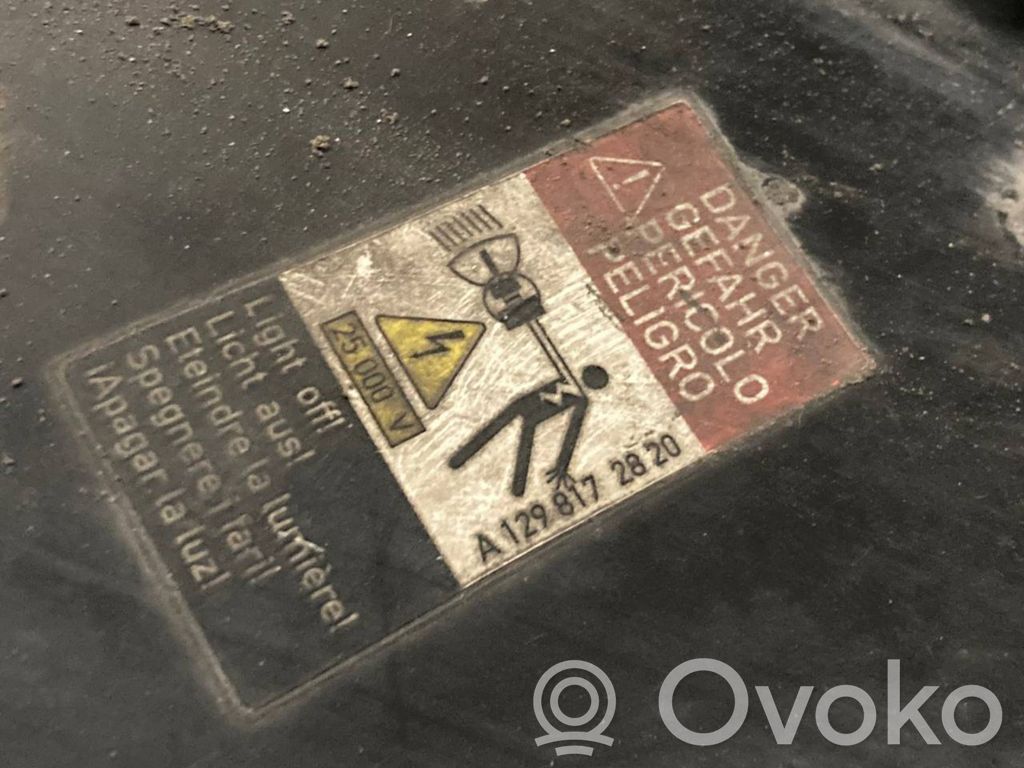 DANGER
GEFAHR
PERICOLO
PELIGRO
25 000 V
A 129 817 28 20
Light off!
Licht aus!
Eteindre la lumière!
Spegnere i fari!
¡Apagar la luz!
Ovoko